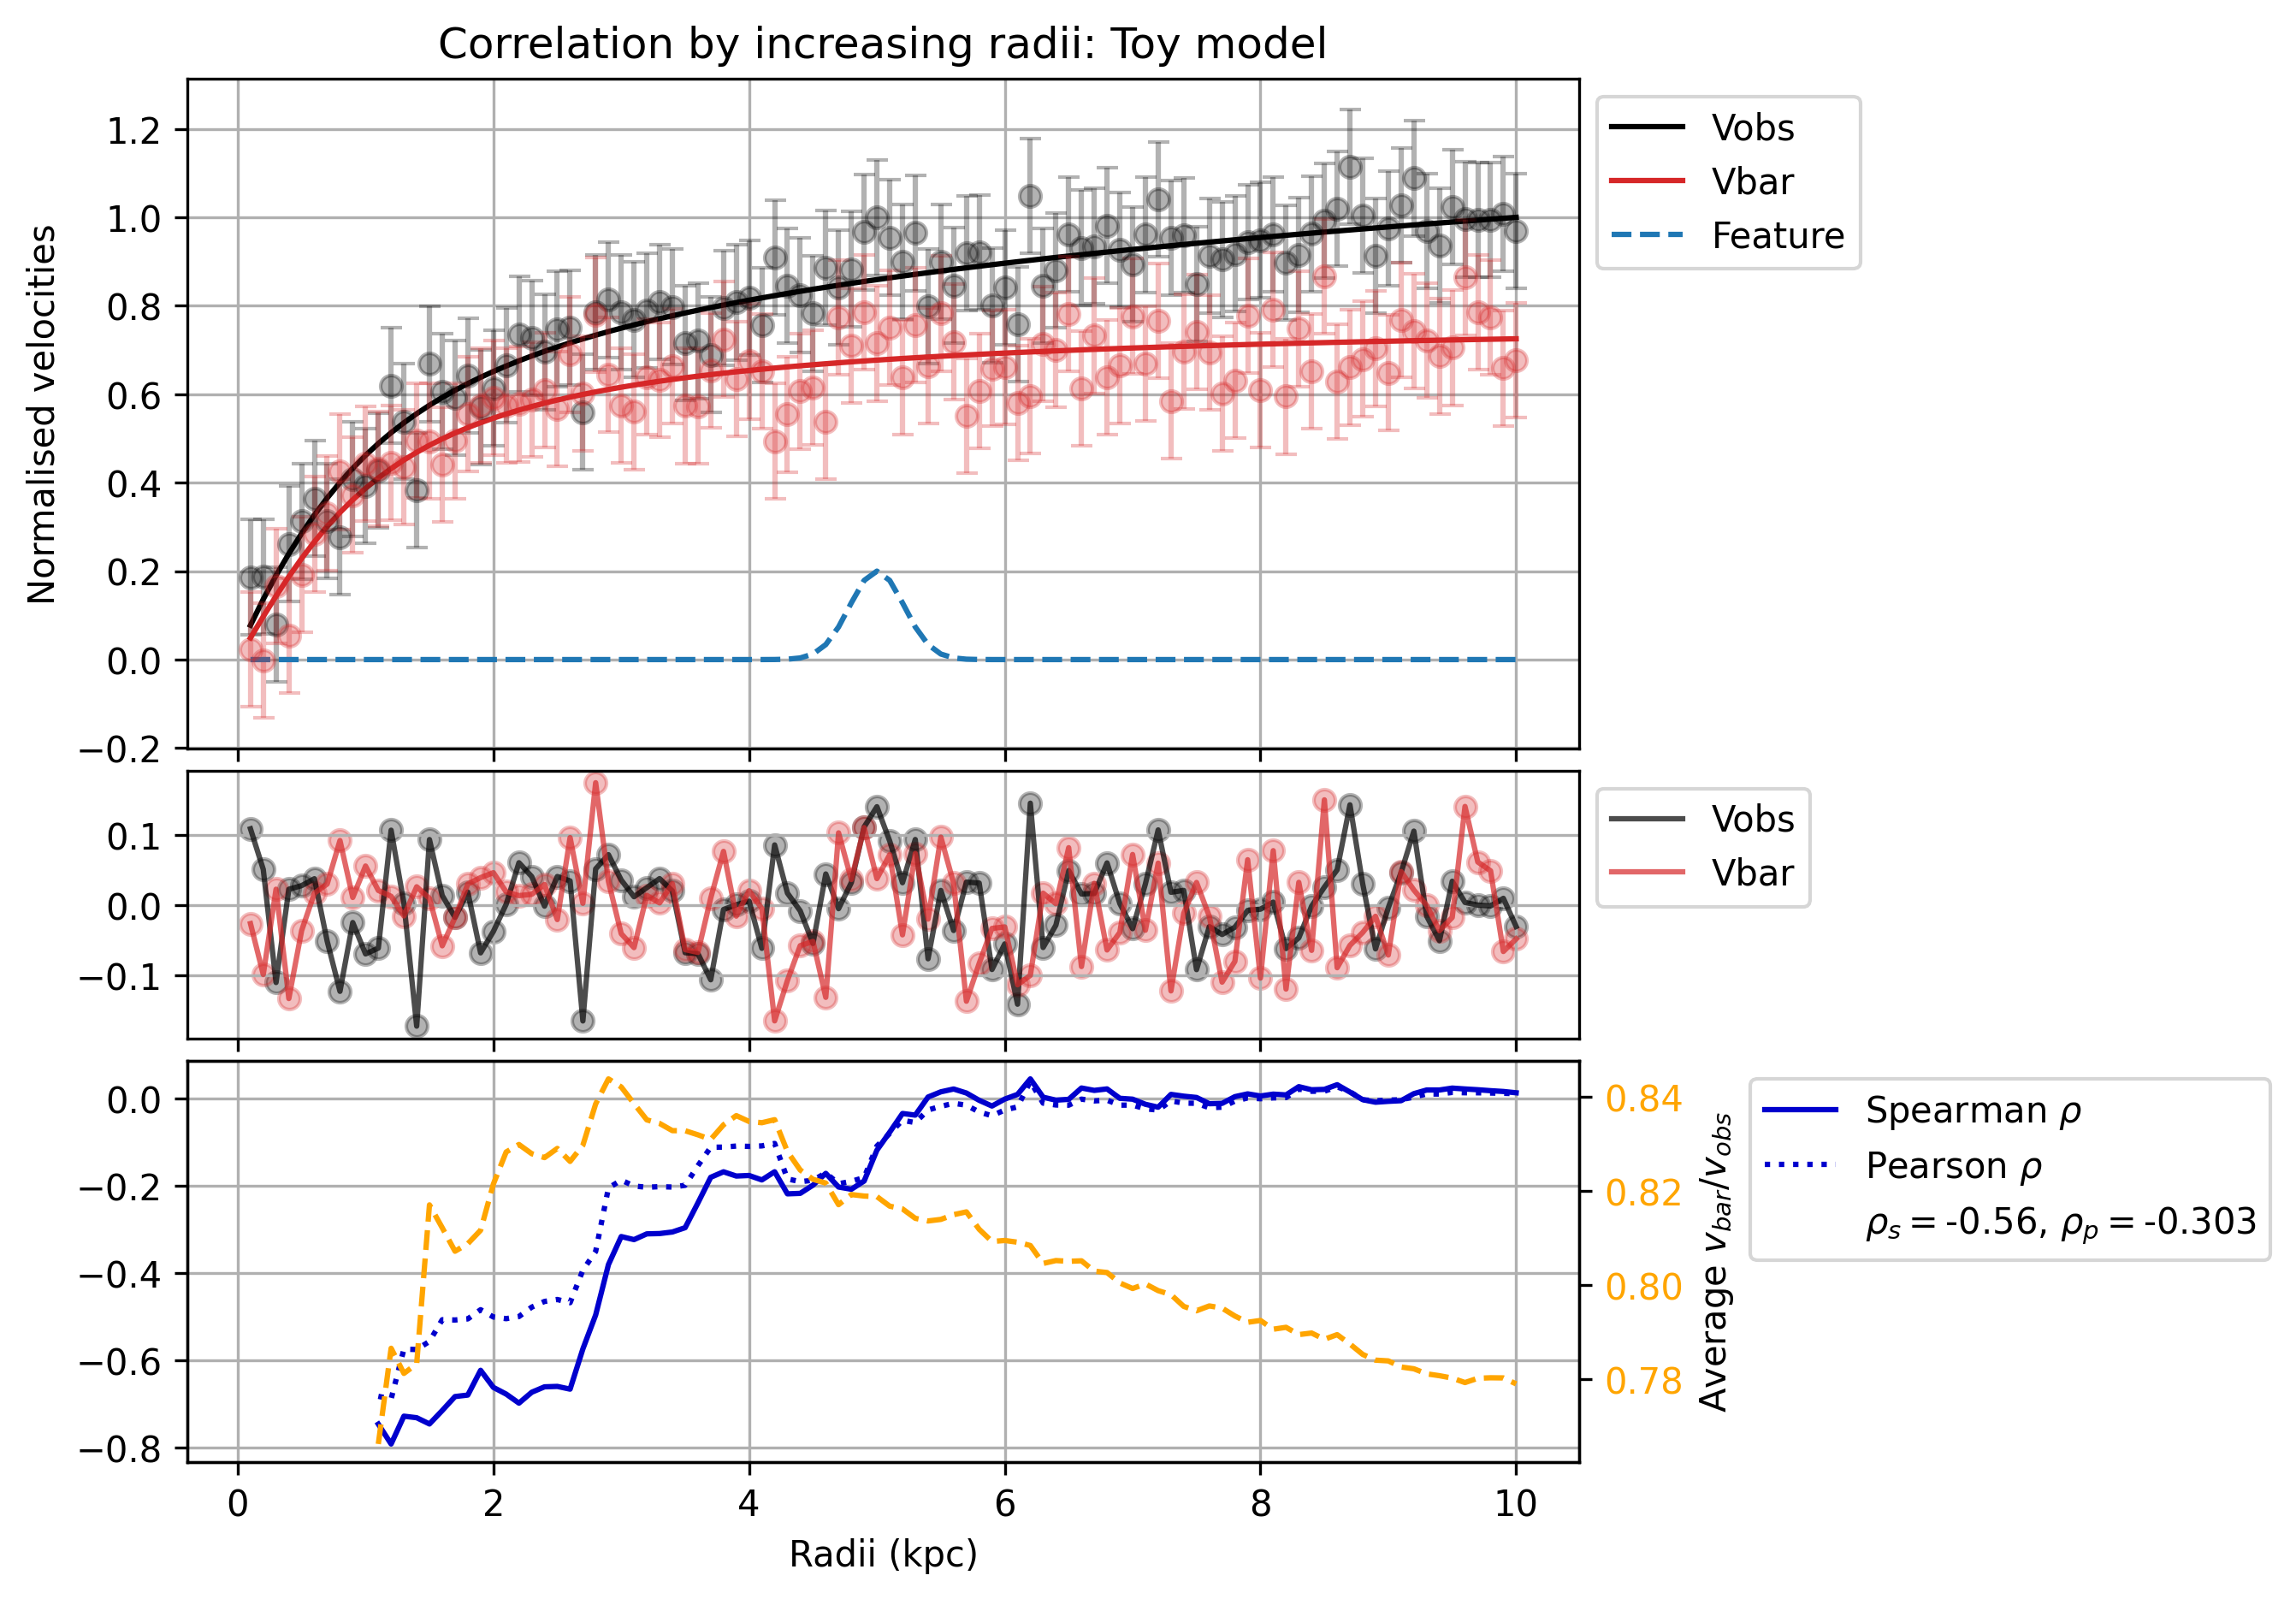 Correlation by increasing radii: Toy model
Normalised velocities
1.2
1.0
0.8
0.6
0.4
0.2
0.0
−0.2
Vobs
Vbar
Feature
0.1
0.0
−0.1
Vobs
Vbar
0.0
−0.2
−0.4
−0.6
−0.8
0.84
0.82
0.80
0.78
Average v_bar/v_obs
Spearman ρ
Pearson ρ
ρ_s = -0.56, ρ_p = -0.303
0 2 4 6 8 10
Radii (kpc)